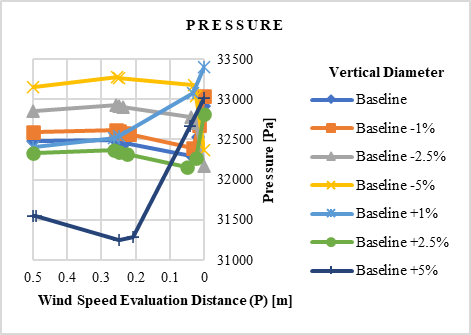 PRESSURE
33500
33000
32500
32000
31500
31000
Pressure [Pa]
0.5 0.4 0.3 0.2 0.1 0
Wind Speed Evaluation Distance (P) [m]
Vertical Diameter
Baseline
Baseline -1%
Baseline -2.5%
Baseline -5%
Baseline +1%
Baseline +2.5%
Baseline +5%